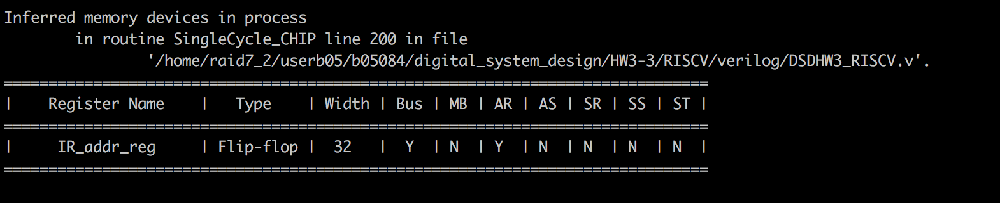 Inferred memory devices in process
in routine SingleCycle_CHIP line 200 in file
'/home/raid7_2/userb05/b05084/digital_system_design/HW3-3/RISCV/verilog/DSDHW3_RISCV.v'.
===============================================================================
| Register Name | Type | Width | Bus | MB | AR | AS | SR | SS | ST |
===============================================================================
| IR_addr_reg | Flip-flop | 32 | Y | N | Y | N | N | N | N |
===============================================================================